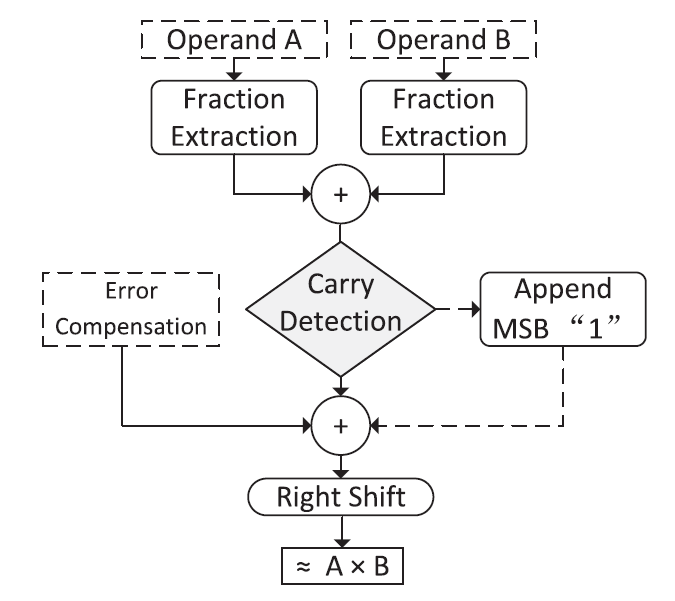 Operand A
Operand B
Fraction
Extraction
Fraction
Extraction
+
Carry
Detection
Error
Compensation
Append
MSB “1”
+
Right Shift
≈ A × B